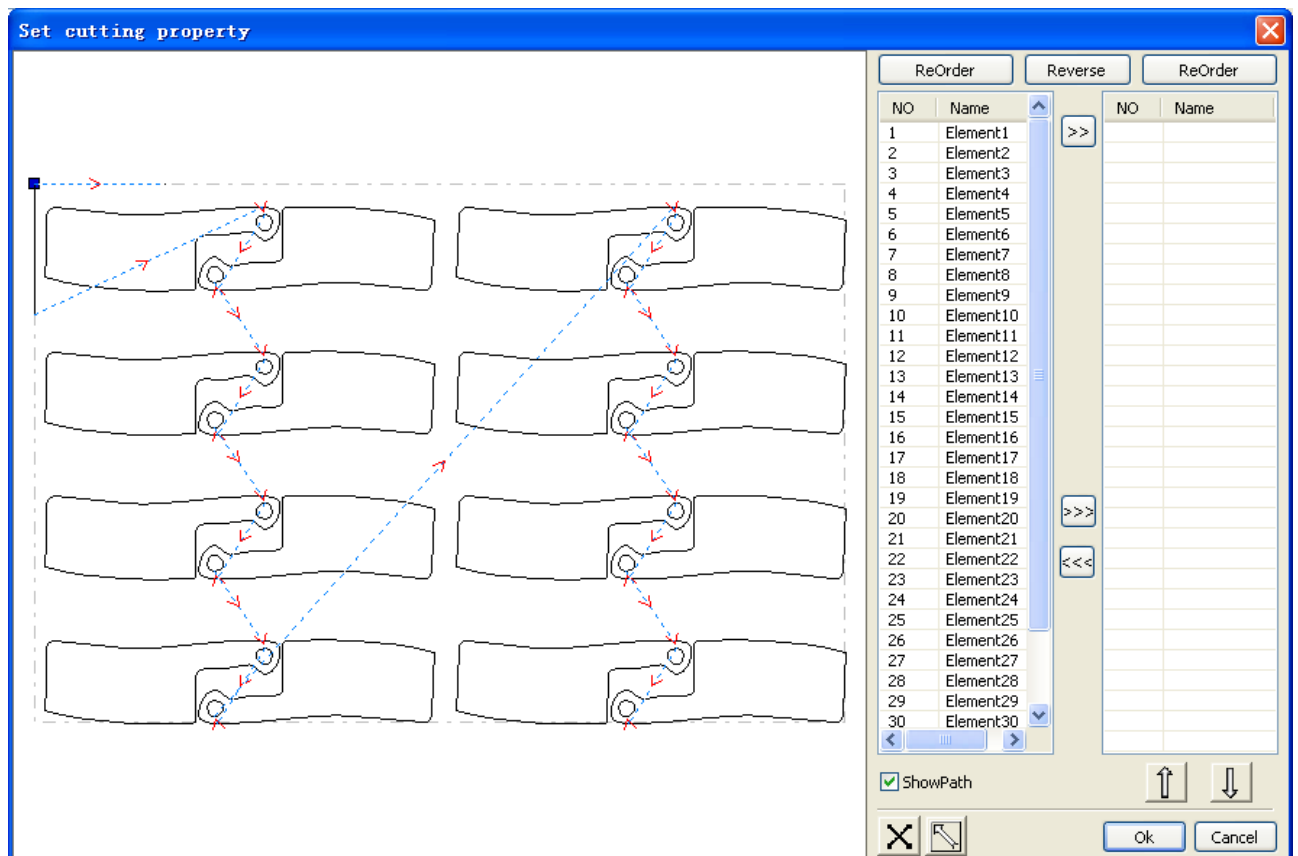 Set cutting property
ReOrder Reverse ReOrder
NO Name NO Name
1 Element1 >>
2 Element2
3 Element3
4 Element4
5 Element5
6 Element6
7 Element7
8 Element8
9 Element9
10 Element10
11 Element11
12 Element12
13 Element13
14 Element14
15 Element15
16 Element16
17 Element17
18 Element18
19 Element19
20 Element20 >>>
21 Element21
22 Element22 <<<
23 Element23
24 Element24
25 Element25
26 Element26
27 Element27
28 Element28
29 Element29
30 Element30
ShowPath
Ok Cancel